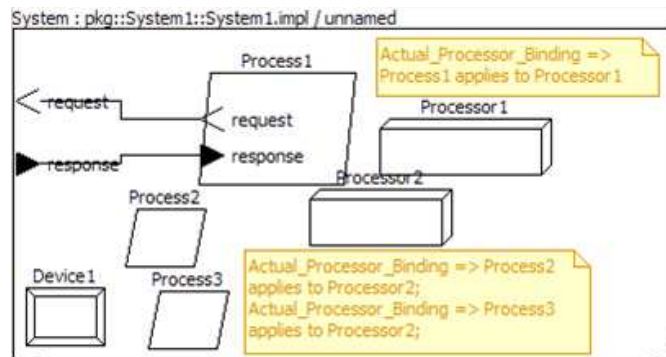 System : pkg::System1::System1.impl / unnamed
Process1
Actual_Processor_Binding =>
Process1 applies to Processor1
request
request
Processor1
response
response
Processor2
Process2
Actual_Processor_Binding => Process2
applies to Processor2;
Actual_Processor_Binding => Process3
applies to Processor2;
Device1
Process3